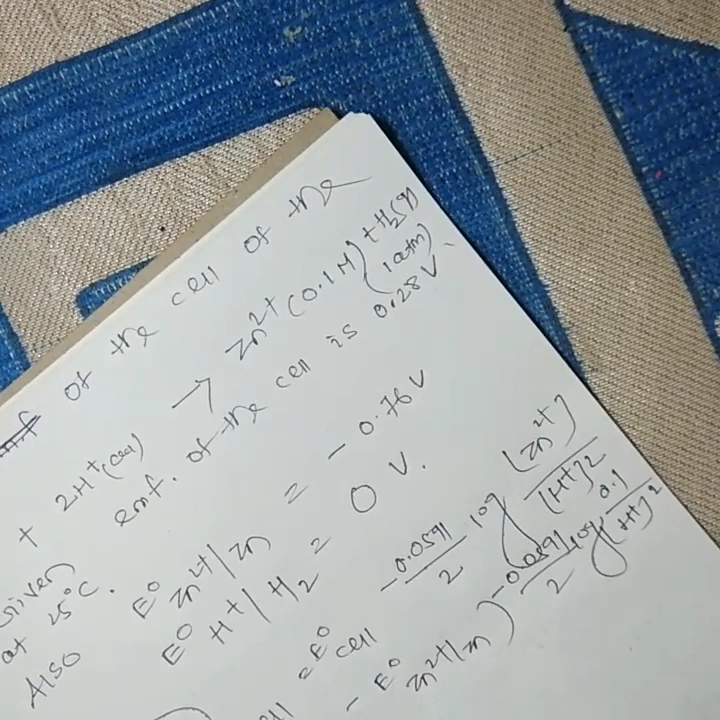 of the cell of the
+ 2H⁺(aq) → Zn²⁺(0.1M) + H₂(g)
(1 atm)
Given emf. of the cell is 0.28V
at 25°C.
Also E° Zn²⁺/Zn = - 0.76V
E° H⁺/H₂ = 0 V.
= E° cell - 0.0591/2 log [Zn²⁺]/[H⁺]²
- E° Zn²⁺/Zn) - 0.0591/2 log 0.1/[H⁺]²